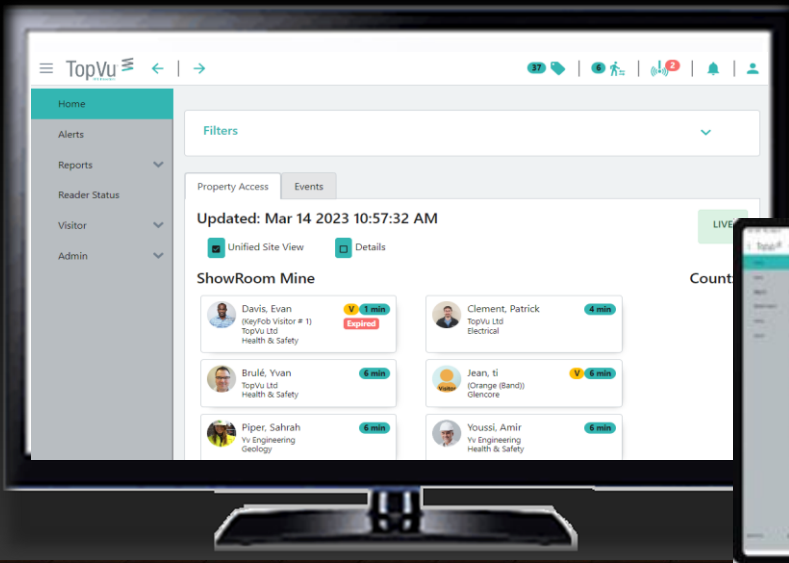 TopVu
37
6
2
Home
Alerts
Reports
Reader Status
Visitor
Admin
Filters
Property Access
Events
Updated: Mar 14 2023 10:57:32 AM
LIVE
Unified Site View
Details
ShowRoom Mine
Count
Davis, Evan
V
1 min
(KeyFob Visitor # 1)
Expired
TopVu Ltd
Health & Safety
Clement, Patrick
4 min
TopVu Ltd
Electrical
Brulé, Yvan
6 min
TopVu Ltd
Health & Safety
Jean, ti
V
6 min
(Orange (Band))
Glencore
Visitor
Piper, Sahrah
6 min
Yv Engineering
Geology
Youssi, Amir
6 min
Yv Engineering
Health & Safety
TopVu